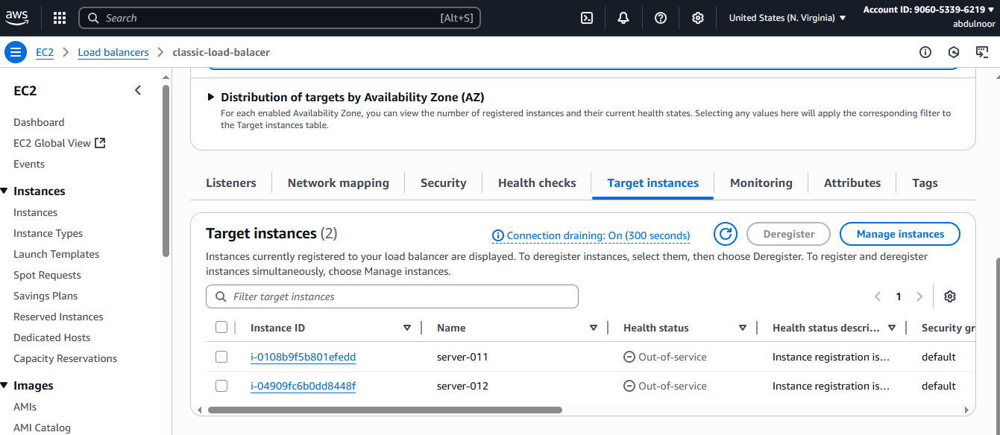 aws
Search
[Alt+S]
United States (N. Virginia)
Account ID: 9060-5339-6219
abdulnoor
EC2
Load balancers
classic-load-balacer
EC2
Dashboard
EC2 Global View
Events
Instances
Instances
Instance Types
Launch Templates
Spot Requests
Savings Plans
Reserved Instances
Dedicated Hosts
Capacity Reservations
Images
AMIs
AMI Catalog
Distribution of targets by Availability Zone (AZ)
For each enabled Availability Zone, you can view the number of registered instances and their current health states. Selecting any values here will apply the corresponding filter to
the Target instances table.
Listeners
Network mapping
Security
Health checks
Target instances
Monitoring
Attributes
Tags
Target instances (2)
Connection draining: On (300 seconds)
Deregister
Manage instances
Instances currently registered to your load balancer are displayed. To deregister instances, select them, then choose Deregister. To register and deregister
instances simultaneously, choose Manage instances.
Filter target instances
1
Instance ID Name Health status Health status descri... Security gr
i-0108b9f5b801efedd server-011 Out-of-service Instance registration is... default
i-04909fc6b0dd8448f server-012 Out-of-service Instance registration is... default